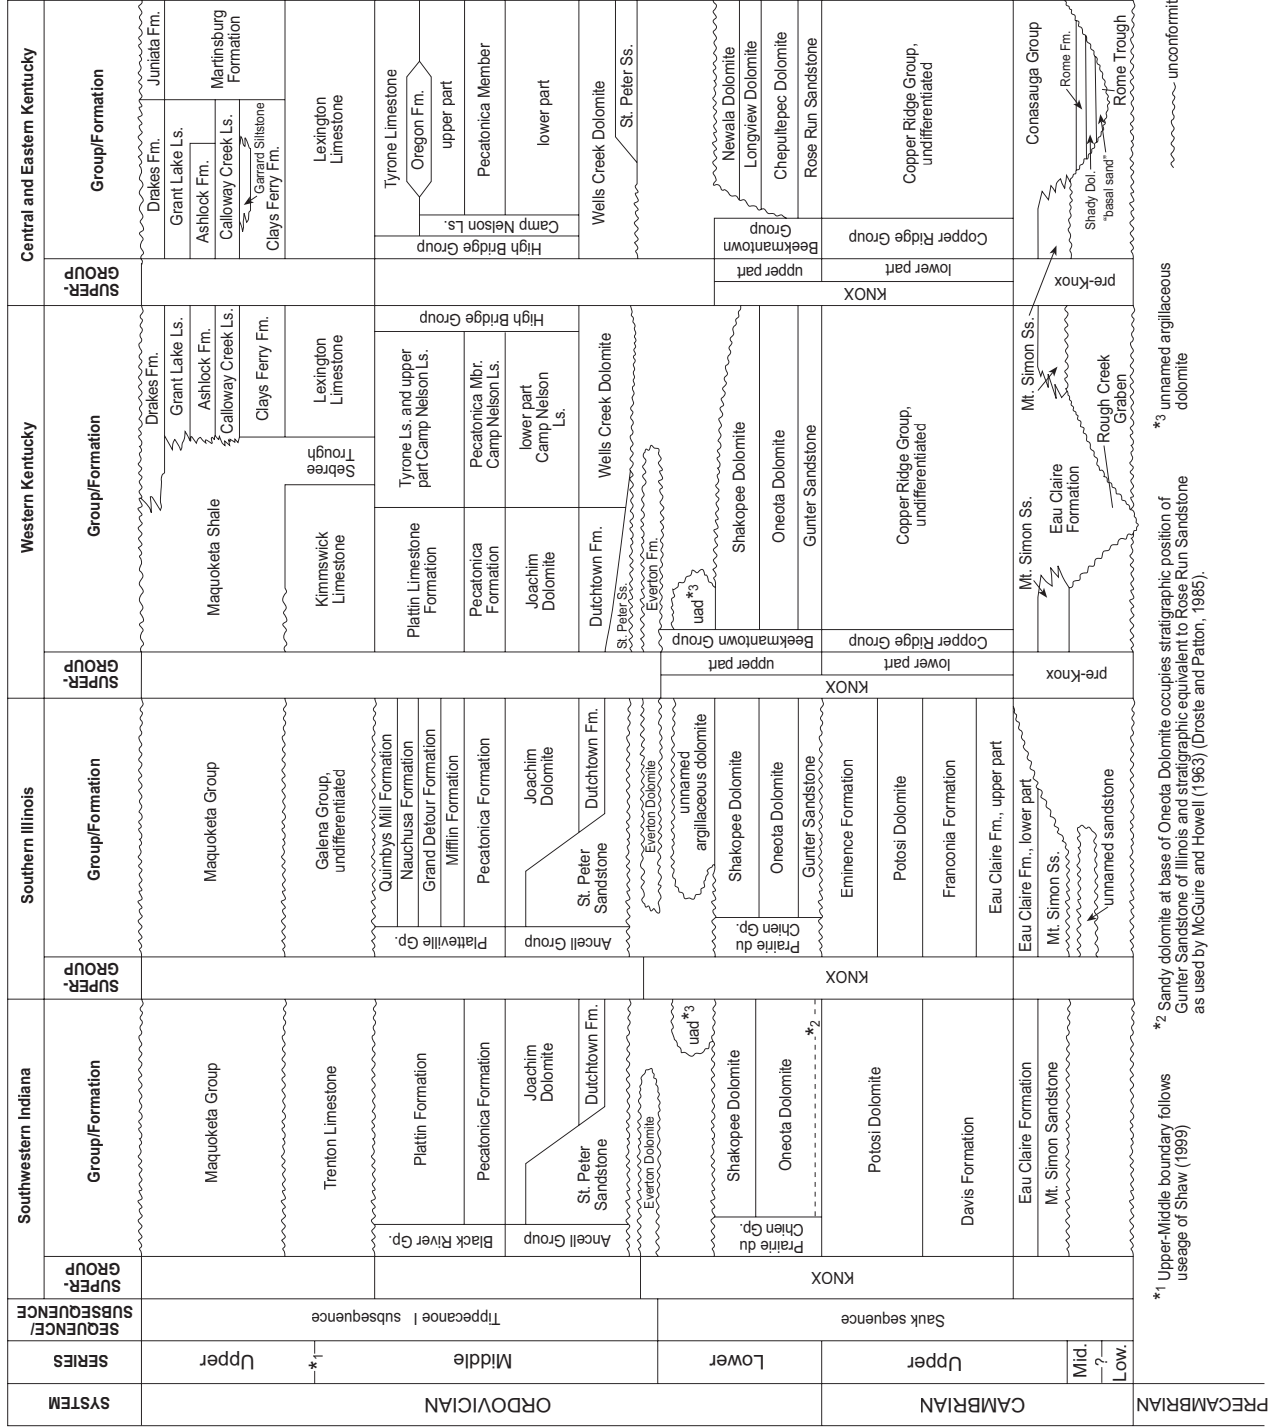 SYSTEM
SERIES
SEQUENCE/
SUBSEQUENCE
Southwestern Indiana
Southern Illinois
Western Kentucky
Central and Eastern Kentucky
SUPER-
GROUP
Group/Formation
SUPER-
GROUP
Group/Formation
SUPER-
GROUP
Group/Formation
SUPER-
GROUP
Group/Formation
ORDOVICIAN
CAMBRIAN
PRECAMBRIAN
Upper
*1
Middle
Lower
Upper
Mid.
?
Low.
Tippecanoe I subsequence
Sauk sequence
KNOX
Black River Gp.
Ancell Group
Prairie du
Chien Gp.
Maquoketa Group
Trenton Limestone
Plattin Formation
Pecatonica Formation
Joachim
Dolomite
Dutchtown Fm.
St. Peter
Sandstone
Everton Dolomite
uad*3
Shakopee Dolomite
Oneota Dolomite
*2
Potosi Dolomite
Davis Formation
Eau Claire Formation
Mt. Simon Sandstone
KNOX
Platteville Gp.
Ancell Group
Prairie du
Chien Gp.
Maquoketa Group
Galena Group,
undifferentiated
Quimbys Mill Formation
Nachusa Formation
Grand Detour Formation
Mifflin Formation
Pecatonica Formation
Joachim
Dolomite
Dutchtown Fm.
St. Peter
Sandstone
Everton Dolomite
unnamed
argillaceous dolomite
Shakopee Dolomite
Oneota Dolomite
Gunter Sandstone
Eminence Formation
Potosi Dolomite
Franconia Formation
Eau Claire Fm., upper part
Eau Claire Fm., lower part
Mt. Simon Ss.
unnamed sandstone
KNOX
upper part
lower part
pre-Knox
Beekmantown Group
Copper Ridge Group
Maquoketa Shale
Drakes Fm.
Grant Lake Ls.
Ashlock Fm.
Calloway Creek Ls.
Clays Ferry Fm.
Kimmswick
Limestone
Sebree
Trough
Lexington
Limestone
Plattin Limestone
Formation
Tyrone Ls. and upper
part Camp Nelson Ls.
Pecatonica
Formation
Pecatonica Mbr.
Camp Nelson Ls.
Joachim
Dolomite
lower part
Camp Nelson
Ls.
High Bridge Group
Dutchtown Fm.
Wells Creek Dolomite
St. Peter Ss.
Everton Fm.
uad*3
Shakopee Dolomite
Oneota Dolomite
Gunter Sandstone
Copper Ridge Group,
undifferentiated
Mt. Simon Ss.
Eau Claire
Formation
Mt. Simon Ss.
Rough Creek
Graben
KNOX
upper part
lower part
pre-Knox
High Bridge Group
Camp Nelson Ls.
Beekmantown
Group
Copper Ridge Group
Drakes Fm.
Juniata Fm.
Grant Lake Ls.
Ashlock Fm.
Calloway Creek Ls.
Garrard Siltstone
Clays Ferry Fm.
Martinsburg
Formation
Lexington
Limestone
Tyrone Limestone
Oregon Fm.
upper part
Pecatonica Member
lower part
Wells Creek Dolomite
St. Peter Ss.
Newala Dolomite
Longview Dolomite
Chepultepec Dolomite
Rose Run Sandstone
Copper Ridge Group,
undifferentiated
Conasauga Group
Rome Fm.
Shady Dol.
"basal sand"
Rome Trough
*1 Upper-Middle boundary follows
useage of Shaw (1999)
*2 Sandy dolomite at base of Oneota Dolomite occupies stratigraphic position of
Gunter Sandstone of Illinois and stratigraphic equivalent to Rose Run Sandstone
as used by McGuire and Howell (1963) (Droste and Patton, 1985).
*3 unnamed argillaceous
dolomite
unconformit